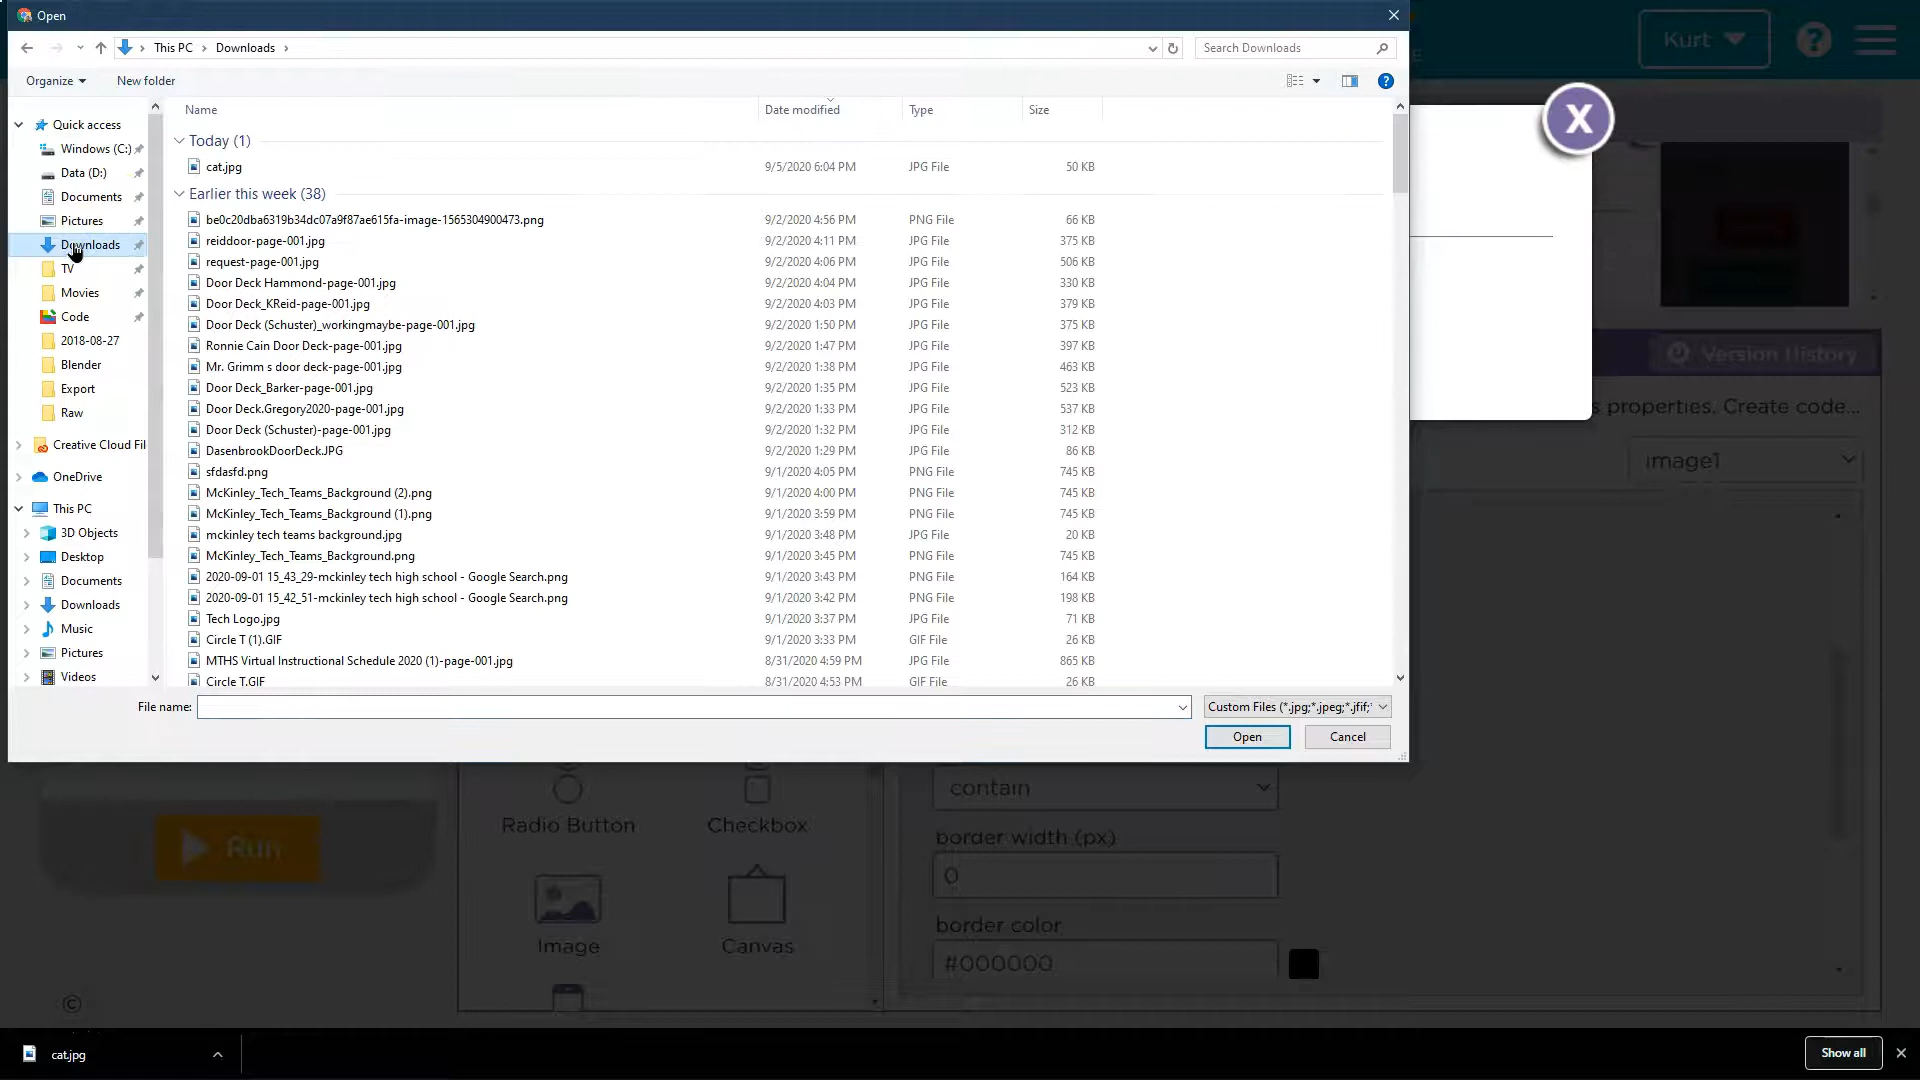 Open
This PC
Downloads
Search Downloads
Organize
New folder
Name
Date modified
Type
Size
Quick access
Windows (C:)
Data (D:)
Documents
Pictures
Downloads
TV
Movies
Code
2018-08-27
Blender
Export
Raw
Creative Cloud Fil
OneDrive
This PC
3D Objects
Desktop
Documents
Downloads
Music
Pictures
Videos
Today (1)
cat.jpg 9/5/2020 6:04 PM JPG File 50 KB
Earlier this week (38)
be0c20dba6319b34dc07a9f87ae615fa-image-1565304900473.png 9/2/2020 4:56 PM PNG File 66 KB
reiddoor-page-001.jpg 9/2/2020 4:11 PM JPG File 375 KB
request-page-001.jpg 9/2/2020 4:06 PM JPG File 506 KB
Door Deck Hammond-page-001.jpg 9/2/2020 4:04 PM JPG File 330 KB
Door Deck_KReid-page-001.jpg 9/2/2020 4:03 PM JPG File 379 KB
Door Deck (Schuster)_workingmaybe-page-001.jpg 9/2/2020 1:50 PM JPG File 375 KB
Ronnie Cain Door Deck-page-001.jpg 9/2/2020 1:47 PM JPG File 397 KB
Mr. Grimm s door deck-page-001.jpg 9/2/2020 1:38 PM JPG File 463 KB
Door Deck_Barker-page-001.jpg 9/2/2020 1:35 PM JPG File 523 KB
Door Deck.Gregory2020-page-001.jpg 9/2/2020 1:33 PM JPG File 537 KB
Door Deck (Schuster)-page-001.jpg 9/2/2020 1:32 PM JPG File 312 KB
DasenbrookDoorDeck.JPG 9/2/2020 1:29 PM JPG File 86 KB
sfdasfd.png 9/1/2020 4:05 PM PNG File 745 KB
McKinley_Tech_Teams_Background (2).png 9/1/2020 4:00 PM PNG File 745 KB
McKinley_Tech_Teams_Background (1).png 9/1/2020 3:59 PM PNG File 745 KB
mckinley tech teams background.jpg 9/1/2020 3:48 PM JPG File 20 KB
McKinley_Tech_Teams_Background.png 9/1/2020 3:45 PM PNG File 745 KB
2020-09-01 15_43_29-mckinley tech high school - Google Search.png 9/1/2020 3:43 PM PNG File 164 KB
2020-09-01 15_42_51-mckinley tech high school - Google Search.png 9/1/2020 3:42 PM PNG File 198 KB
Tech Logo.jpg 9/1/2020 3:37 PM JPG File 71 KB
Circle T (1).GIF 9/1/2020 3:33 PM GIF File 26 KB
MTHS Virtual Instructional Schedule 2020 (1)-page-001.jpg 8/31/2020 4:59 PM JPG File 865 KB
Circle T.GIF 8/31/2020 4:53 PM GIF File 26 KB
File name:
Custom Files (*.jpg;*.jpeg;*.jfif;*
Open
Cancel
Kurt
?
X
Version History
s properties. Create code...
image1
Run
Radio Button
Checkbox
Image
Canvas
contain
border width (px)
0
border color
#000000
©
cat.jpg
Show all